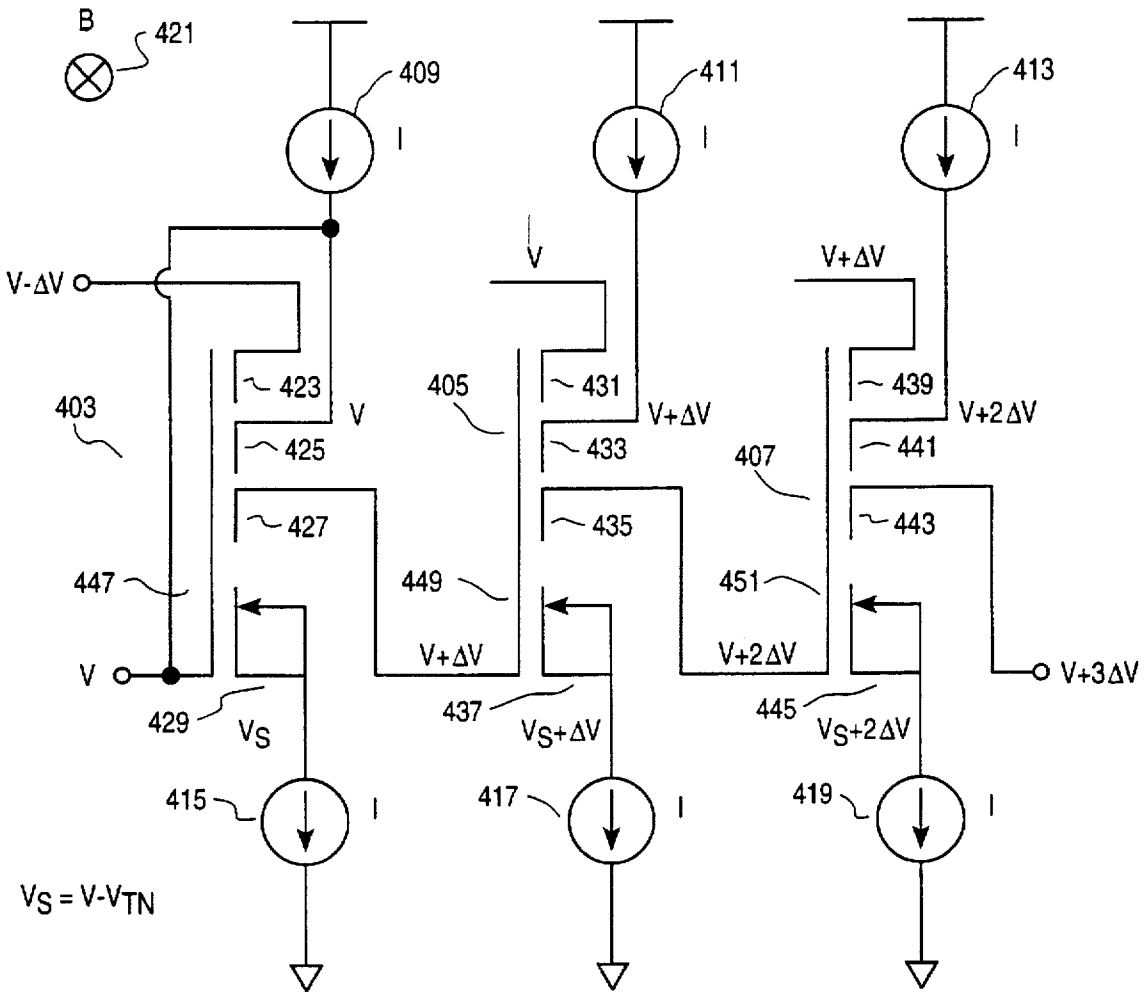 B
421
409
411
413
I
I
I
V-ΔV
V
V+ΔV
423
431
439
403
405
V
V+ΔV
V+2ΔV
425
433
441
407
427
435
443
447
449
451
V
V+ΔV
V+2ΔV
V+3ΔV
429
437
445
VS
VS+ΔV
VS+2ΔV
415
417
419
I
I
I
VS = V-VTN